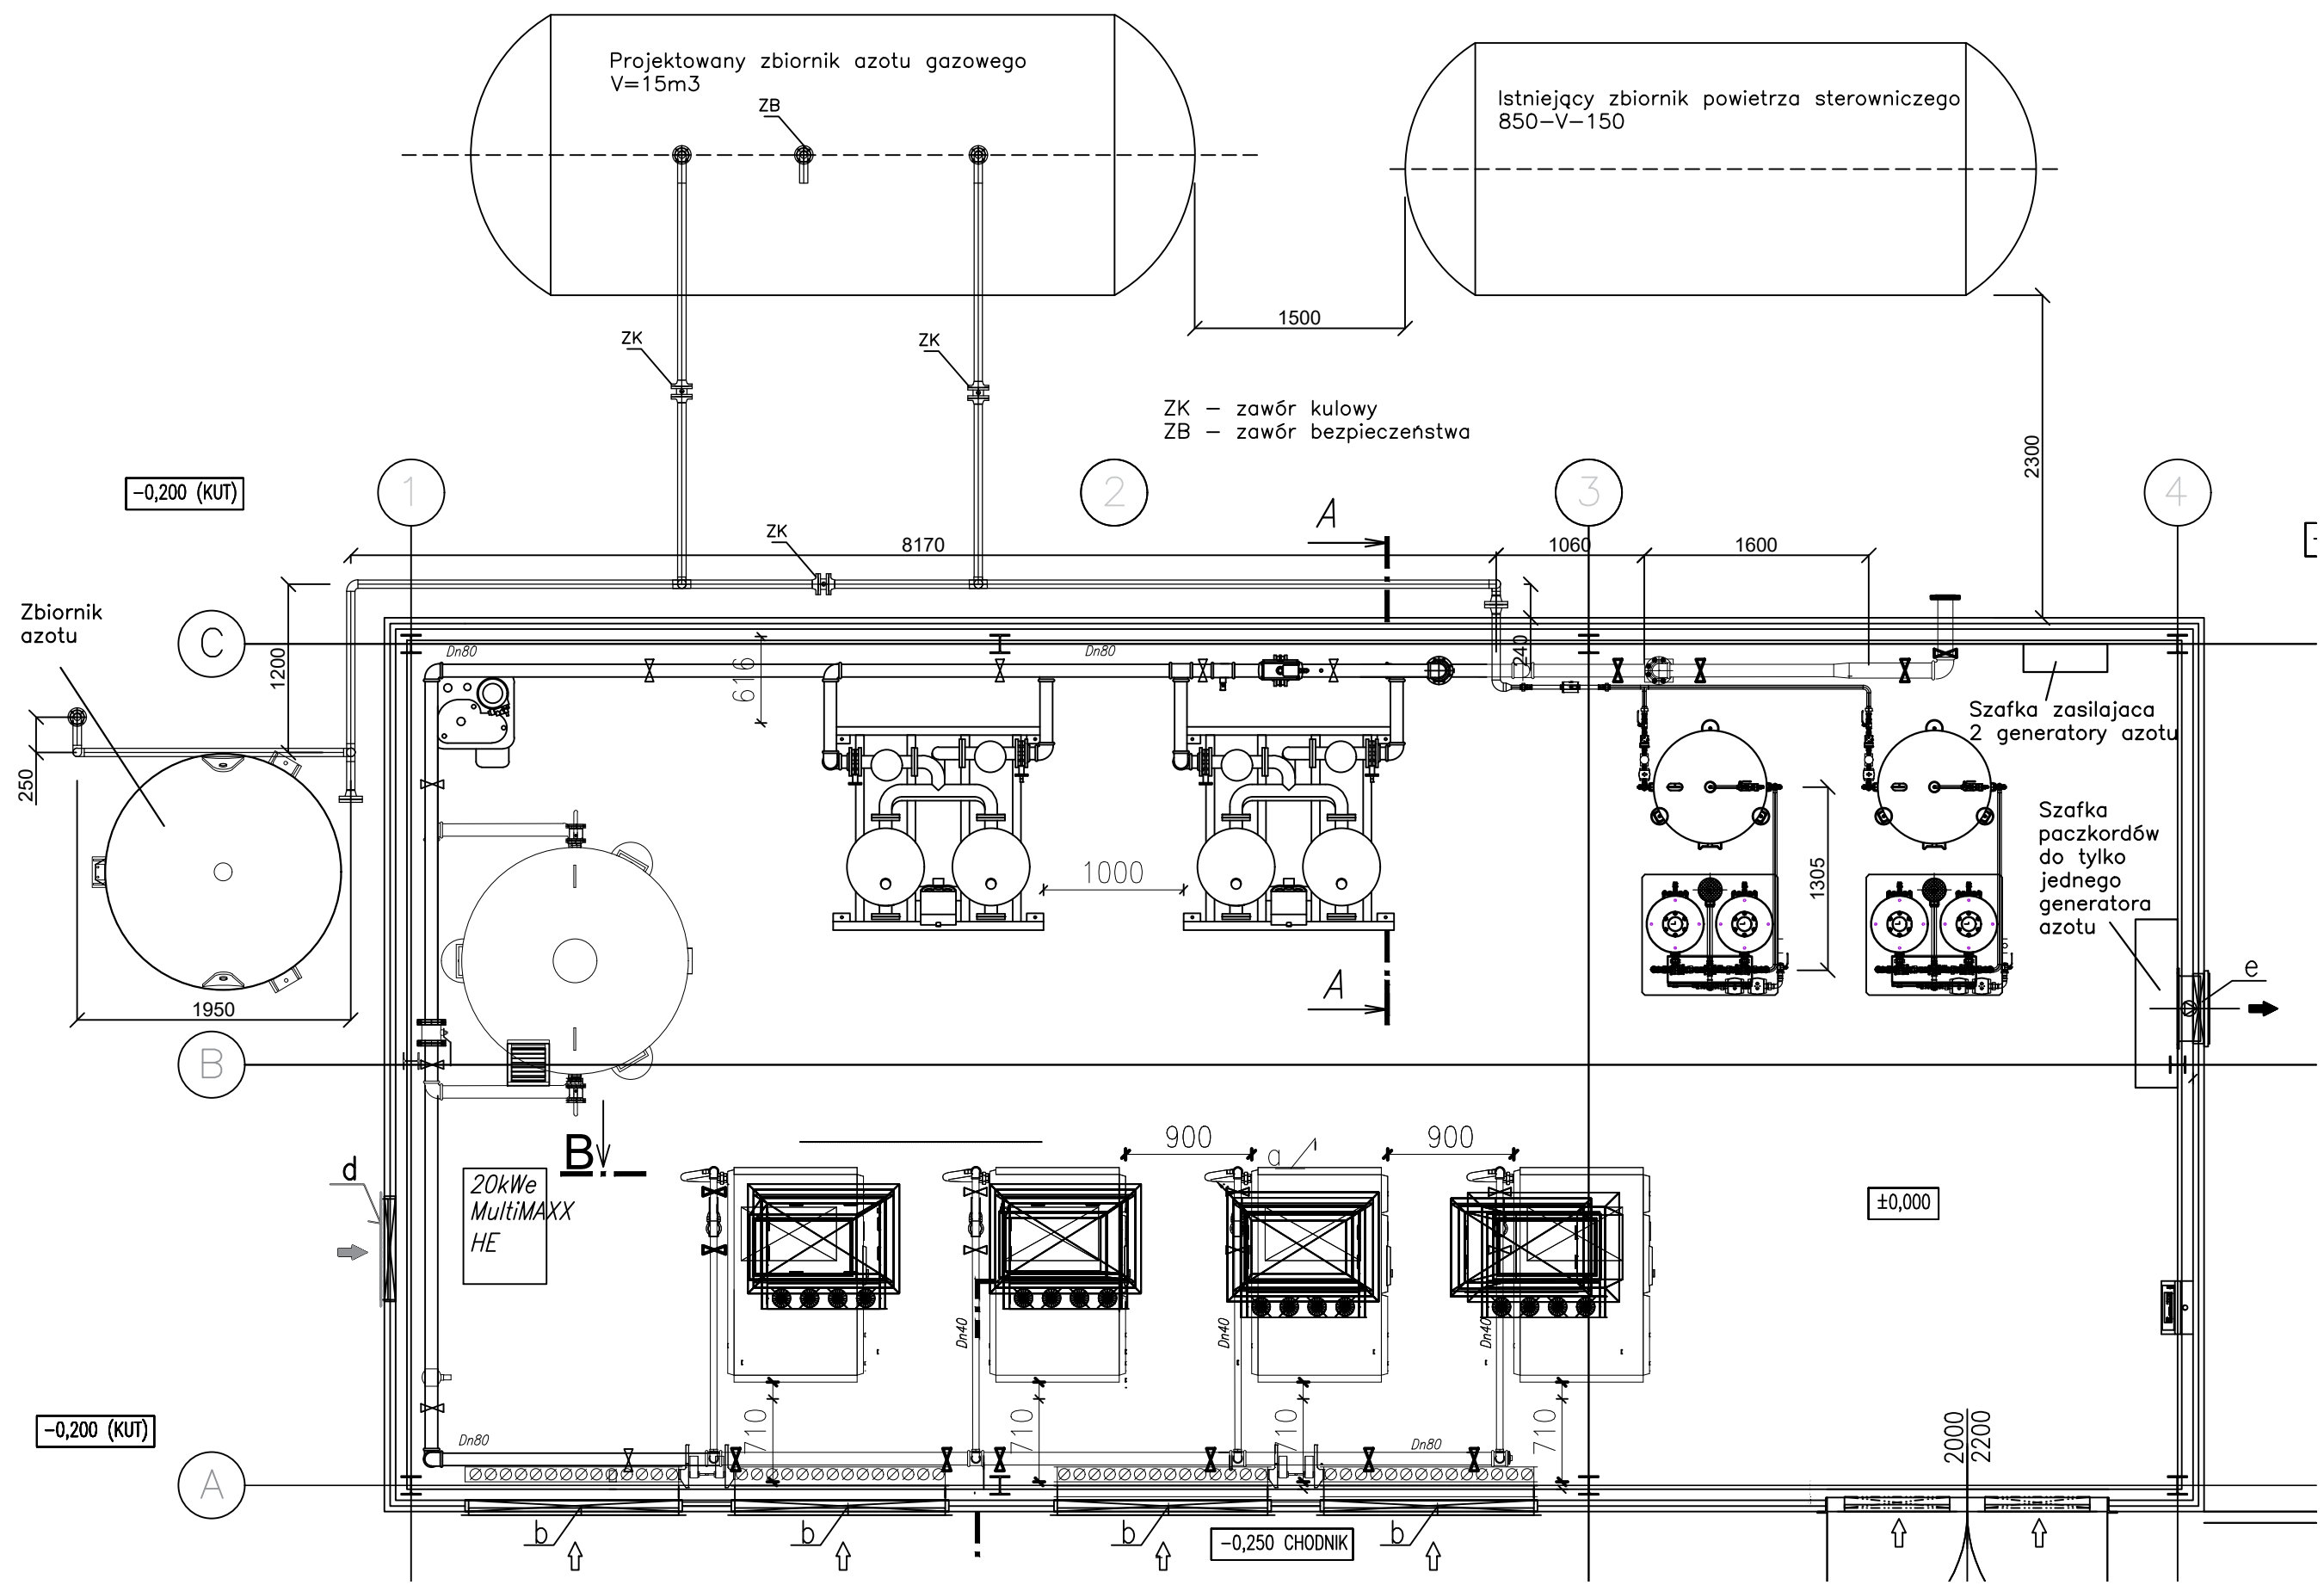 Projektowany zbiornik azotu gazowego
V=15m3
ZB
Istniejący zbiornik powietrza sterowniczego
850-V-150
1500
ZK
ZK
ZK – zawór kulowy
ZB – zawór bezpieczeństwa
2300
-0,200 (KUT)
1
2
3
4
A
ZK
8170
1060
1600
Zbiornik
azotu
C
1200
Dn80
616
Dn80
240
250
Szafka zasilajaca
2 generatory azotu
Szafka
paczkordów
do tylko
jednego
generatora
azotu
1000
1305
1950
A
e
B
B
900
900
a
d
20kWe
MultiMAXX
HE
±0,000
Dn40
Dn40
Dn40
710
710
710
710
-0,200 (KUT)
Dn80
Dn80
2000
2200
A
b
b
b
b
-0,250 CHODNIK